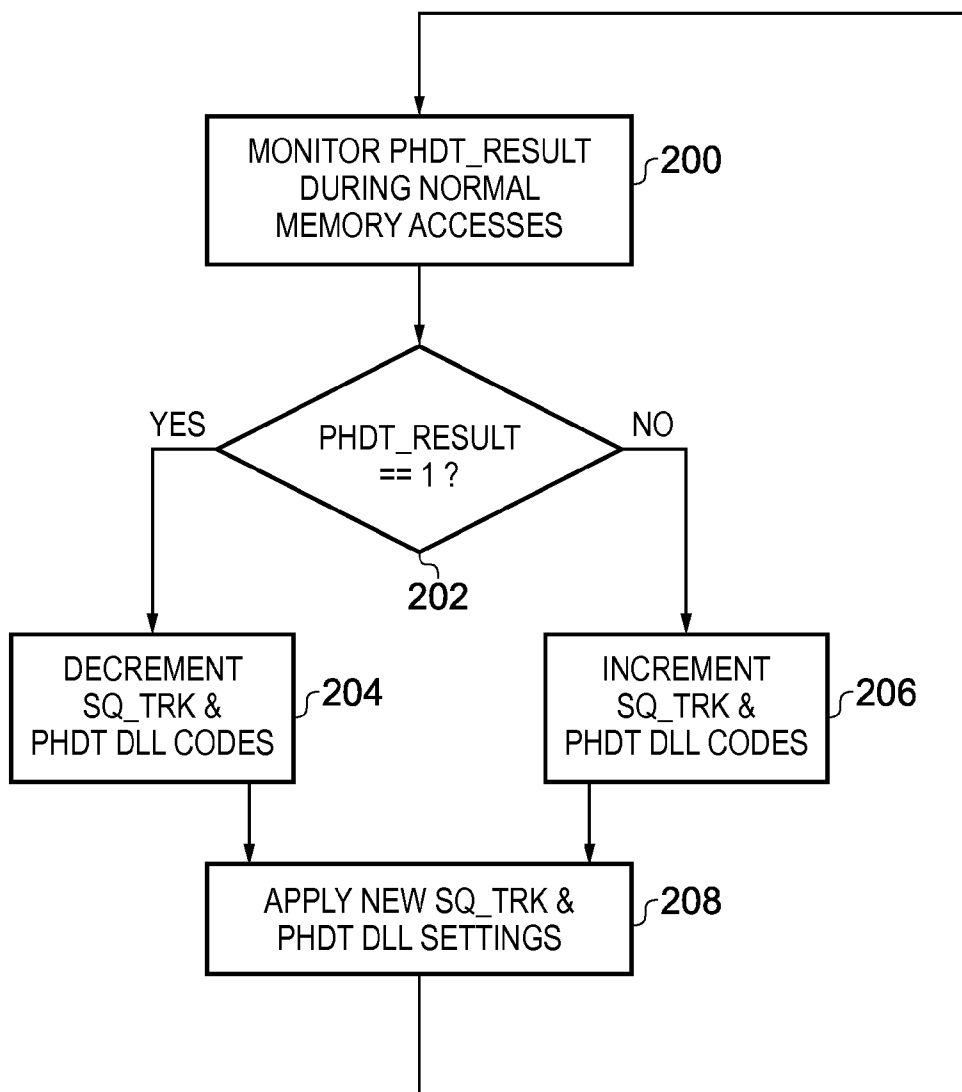 MONITOR PHDT_RESULT
DURING NORMAL
MEMORY ACCESSES
200
YES
NO
PHDT_RESULT
== 1 ?
202
DECREMENT
SQ_TRK &
PHDT DLL CODES
204
INCREMENT
SQ_TRK &
PHDT DLL CODES
206
APPLY NEW SQ_TRK &
PHDT DLL SETTINGS
208